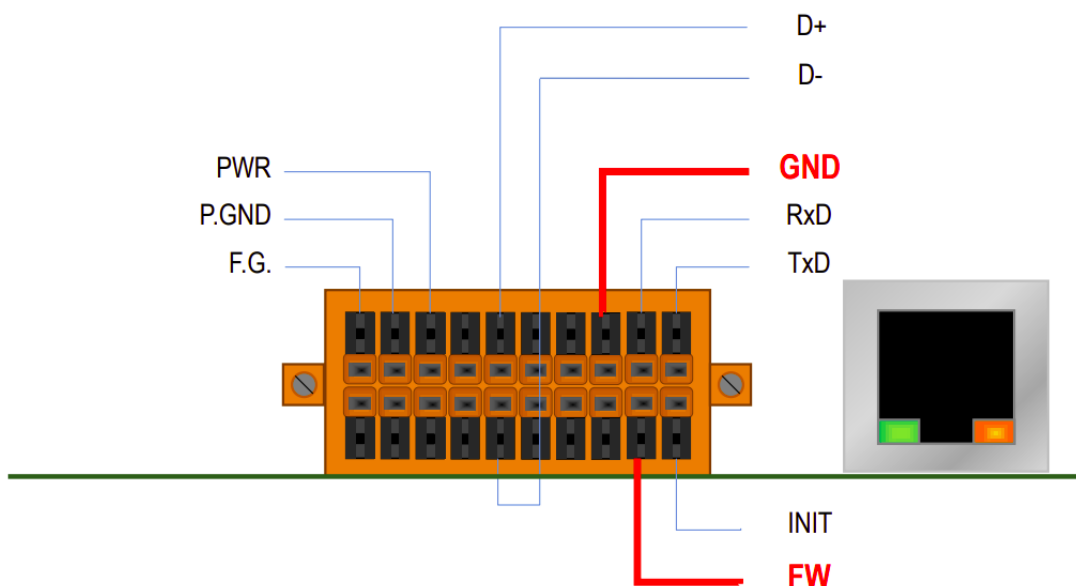 D+
D-
PWR
GND
P.GND
RxD
F.G.
TxD
INIT
FW